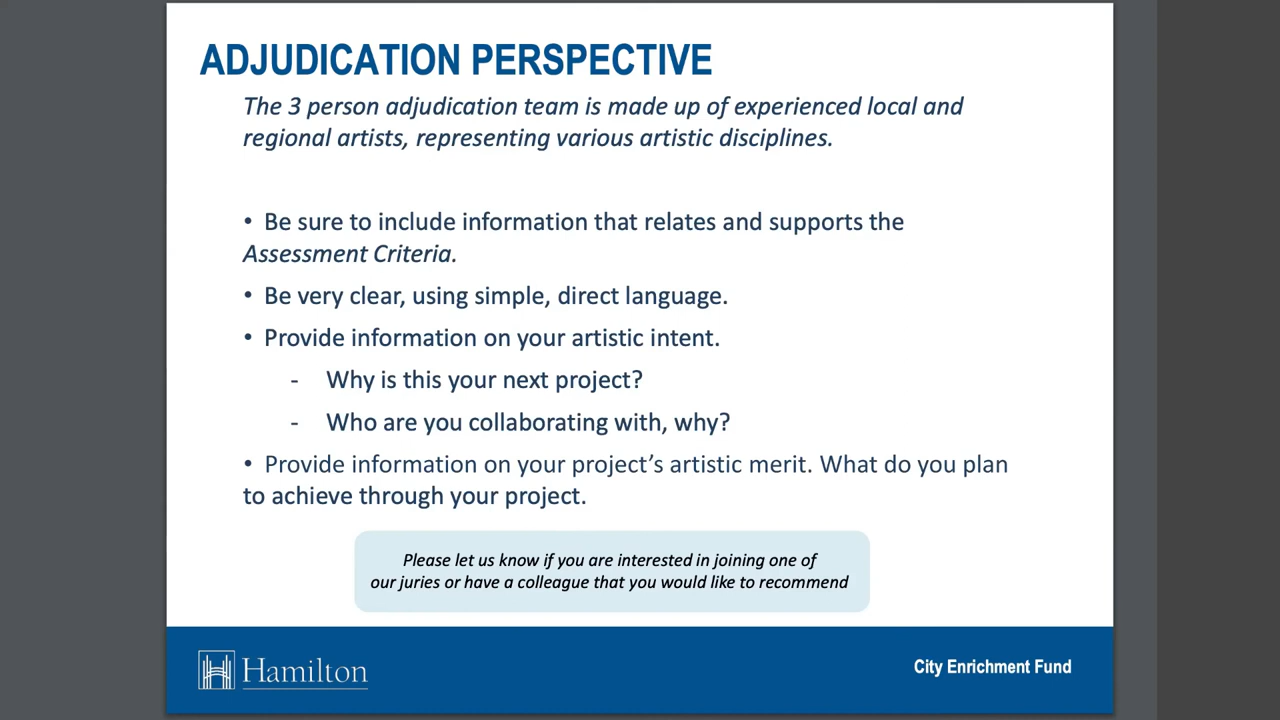 ADJUDICATION PERSPECTIVE
The 3 person adjudication team is made up of experienced local and
regional artists, representing various artistic disciplines.
• Be sure to include information that relates and supports the
Assessment Criteria.
• Be very clear, using simple, direct language.
• Provide information on your artistic intent.
- Why is this your next project?
- Who are you collaborating with, why?
• Provide information on your project’s artistic merit. What do you plan
to achieve through your project.
Please let us know if you are interested in joining one of
our juries or have a colleague that you would like to recommend
Hamilton
City Enrichment Fund